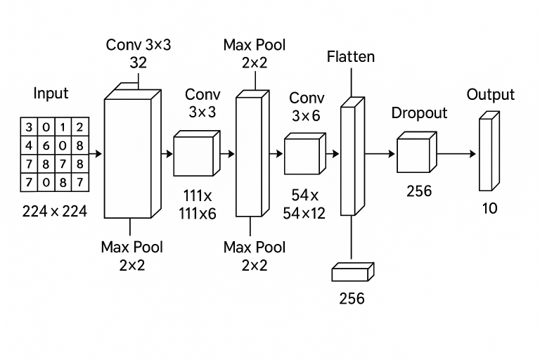 Conv 3×3
32
Max Pool
2×2
Flatten
Input
Conv
3×3
Conv
3×6
Dropout
Output
3 0 1 2
4 6 0 8
7 8 7 8
7 0 8 7
224 x 224
111x
111x6
54x
54x12
256
10
Max Pool
2×2
Max Pool
2×2
256